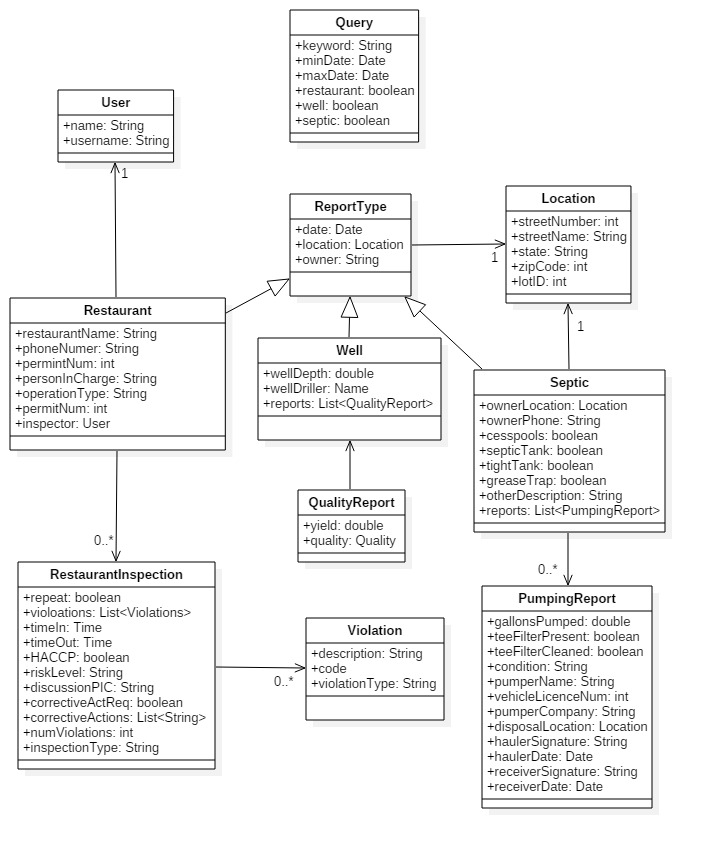 Query
+keyword: String
+minDate: Date
+maxDate: Date
+restaurant: boolean
+well: boolean
+septic: boolean
User
+name: String
+username: String
1
ReportType
+date: Date
+location: Location
+owner: String
Location
+streetNumber: int
+streetName: String
+state: String
+zipCode: int
+lotID: int
1
1
Restaurant
+restaurantName: String
+phoneNumer: String
+permintNum: int
+personInCharge: String
+operationType: String
+permitNum: int
+inspector: User
0..*
Well
+wellDepth: double
+wellDriller: Name
+reports: List<QualityReport>
Septic
+ownerLocation: Location
+ownerPhone: String
+cesspools: boolean
+septicTank: boolean
+tightTank: boolean
+greaseTrap: boolean
+otherDescription: String
+reports: List<PumpingReport>
0..*
QualityReport
+yield: double
+quality: Quality
RestaurantInspection
+repeat: boolean
+violoations: List<Violations>
+timeIn: Time
+timeOut: Time
+HACCP: boolean
+riskLevel: String
+discussionPIC: String
+correctiveActReq: boolean
+correctiveActions: List<String>
+numViolations: int
+inspectionType: String
0..*
Violation
+description: String
+code
+violationType: String
PumpingReport
+gallonsPumped: double
+teeFilterPresent: boolean
+teeFilterCleaned: boolean
+condition: String
+pumperName: String
+vehicleLicenceNum: int
+pumperCompany: String
+disposalLocation: Location
+haulerSignature: String
+haulerDate: Date
+receiverSignature: String
+receiverDate: Date